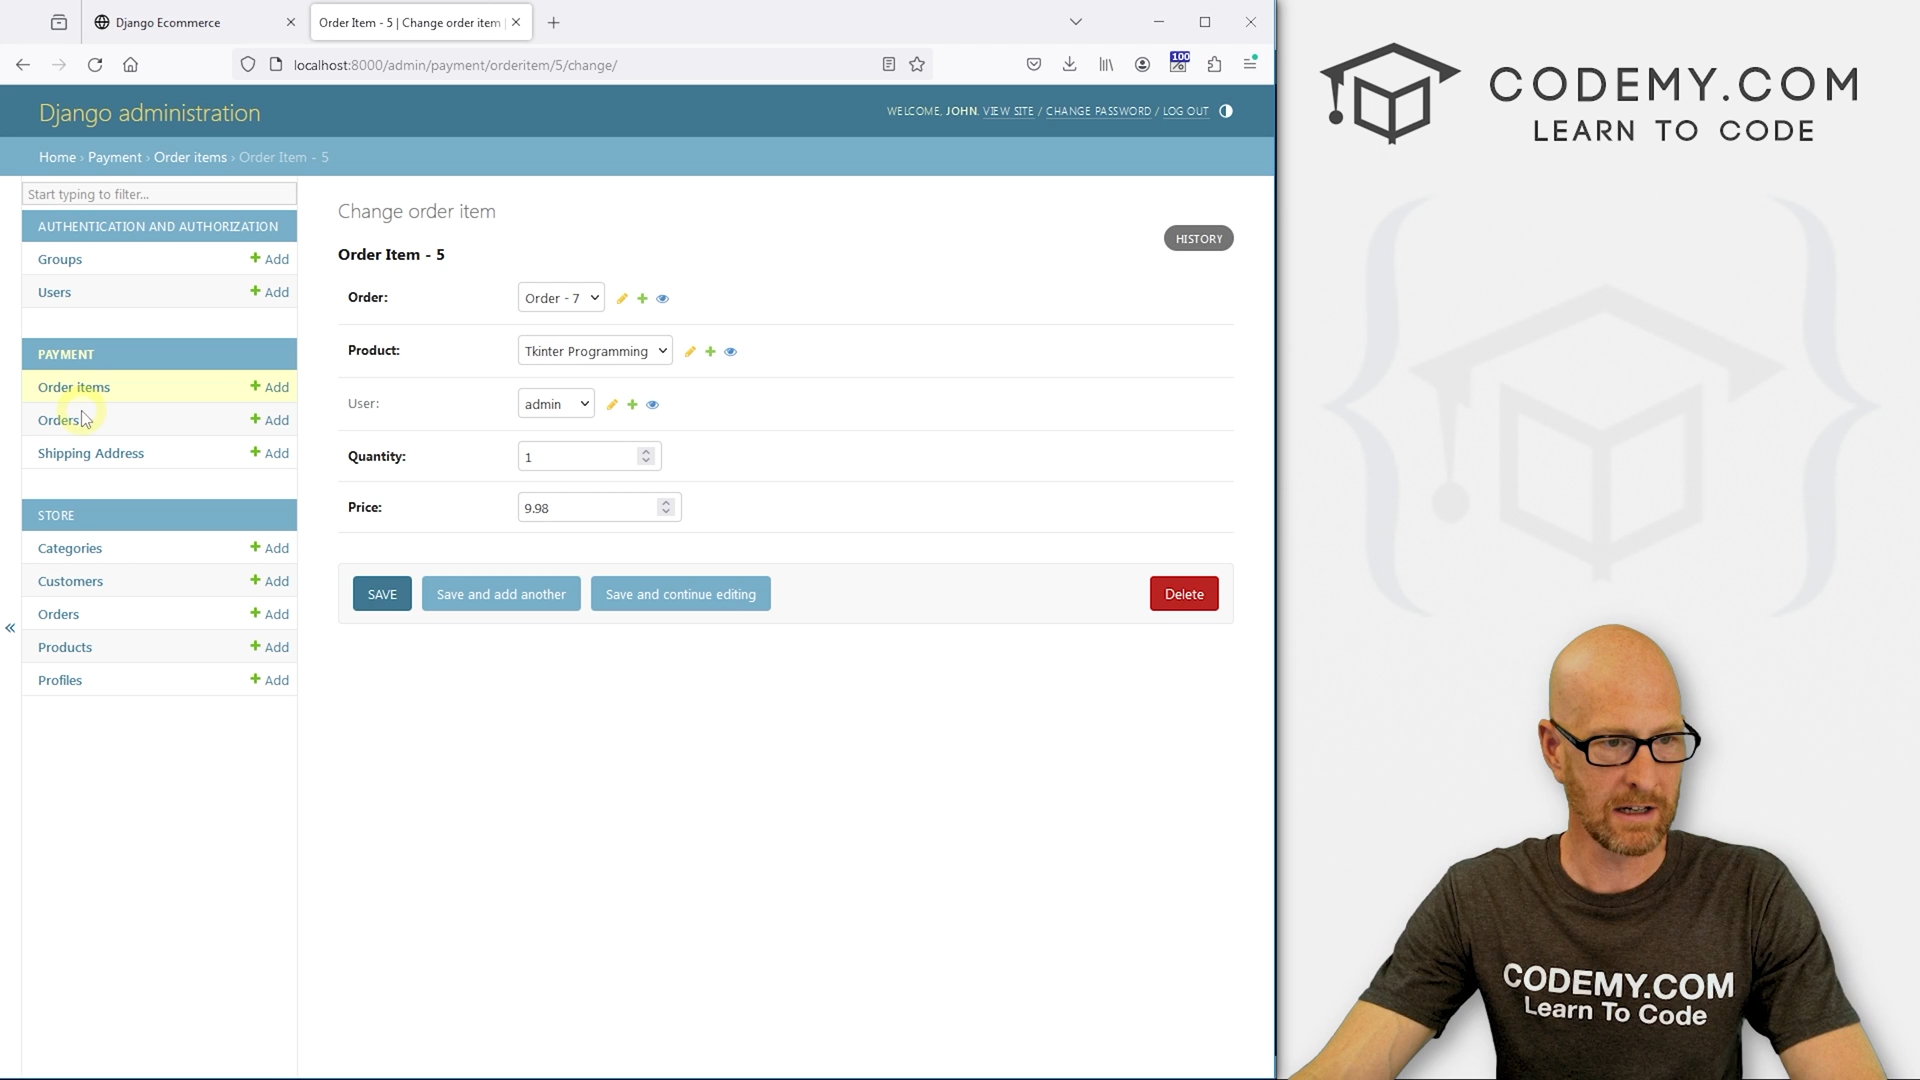 Django Ecommerce
Order Item - 5 | Change order item |
localhost:8000/admin/payment/orderitem/5/change/
100
CODEMY.COM
LEARN TO CODE
Django administration
WELCOME, JOHN. VIEW SITE / CHANGE PASSWORD / LOG OUT
Home › Payment › Order items › Order Item - 5
Start typing to filter...
AUTHENTICATION AND AUTHORIZATION
Groups + Add
Users + Add
PAYMENT
Order items + Add
Orders + Add
Shipping Address + Add
STORE
Categories + Add
Customers + Add
Orders + Add
Products + Add
Profiles + Add
«
Change order item
HISTORY
Order Item - 5
Order: Order - 7
Product: Tkinter Programming
User: admin
Quantity: 1
Price: 9.98
SAVE Save and add another Save and continue editing Delete
CODEMY.COM
Learn To Code